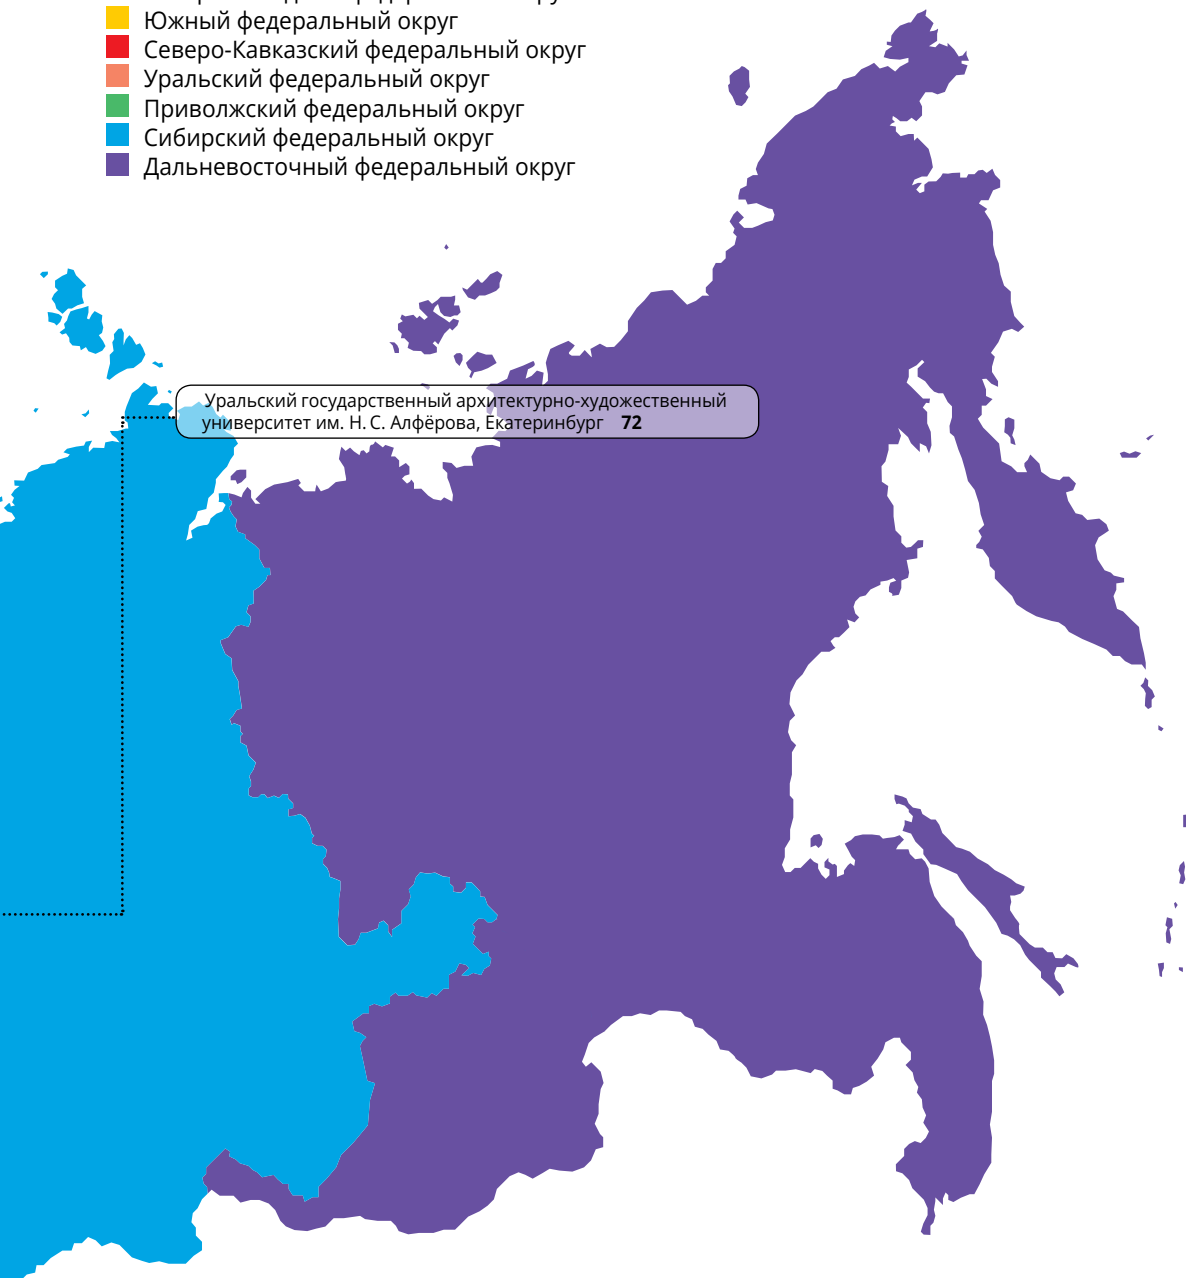 Южный федеральный округ
Северо-Кавказский федеральный округ
Уральский федеральный округ
Приволжский федеральный округ
Сибирский федеральный округ
Дальневосточный федеральный округ
Уральский государственный архитектурно-художественный
университет им. Н. С. Алфёрова, Екатеринбург 72